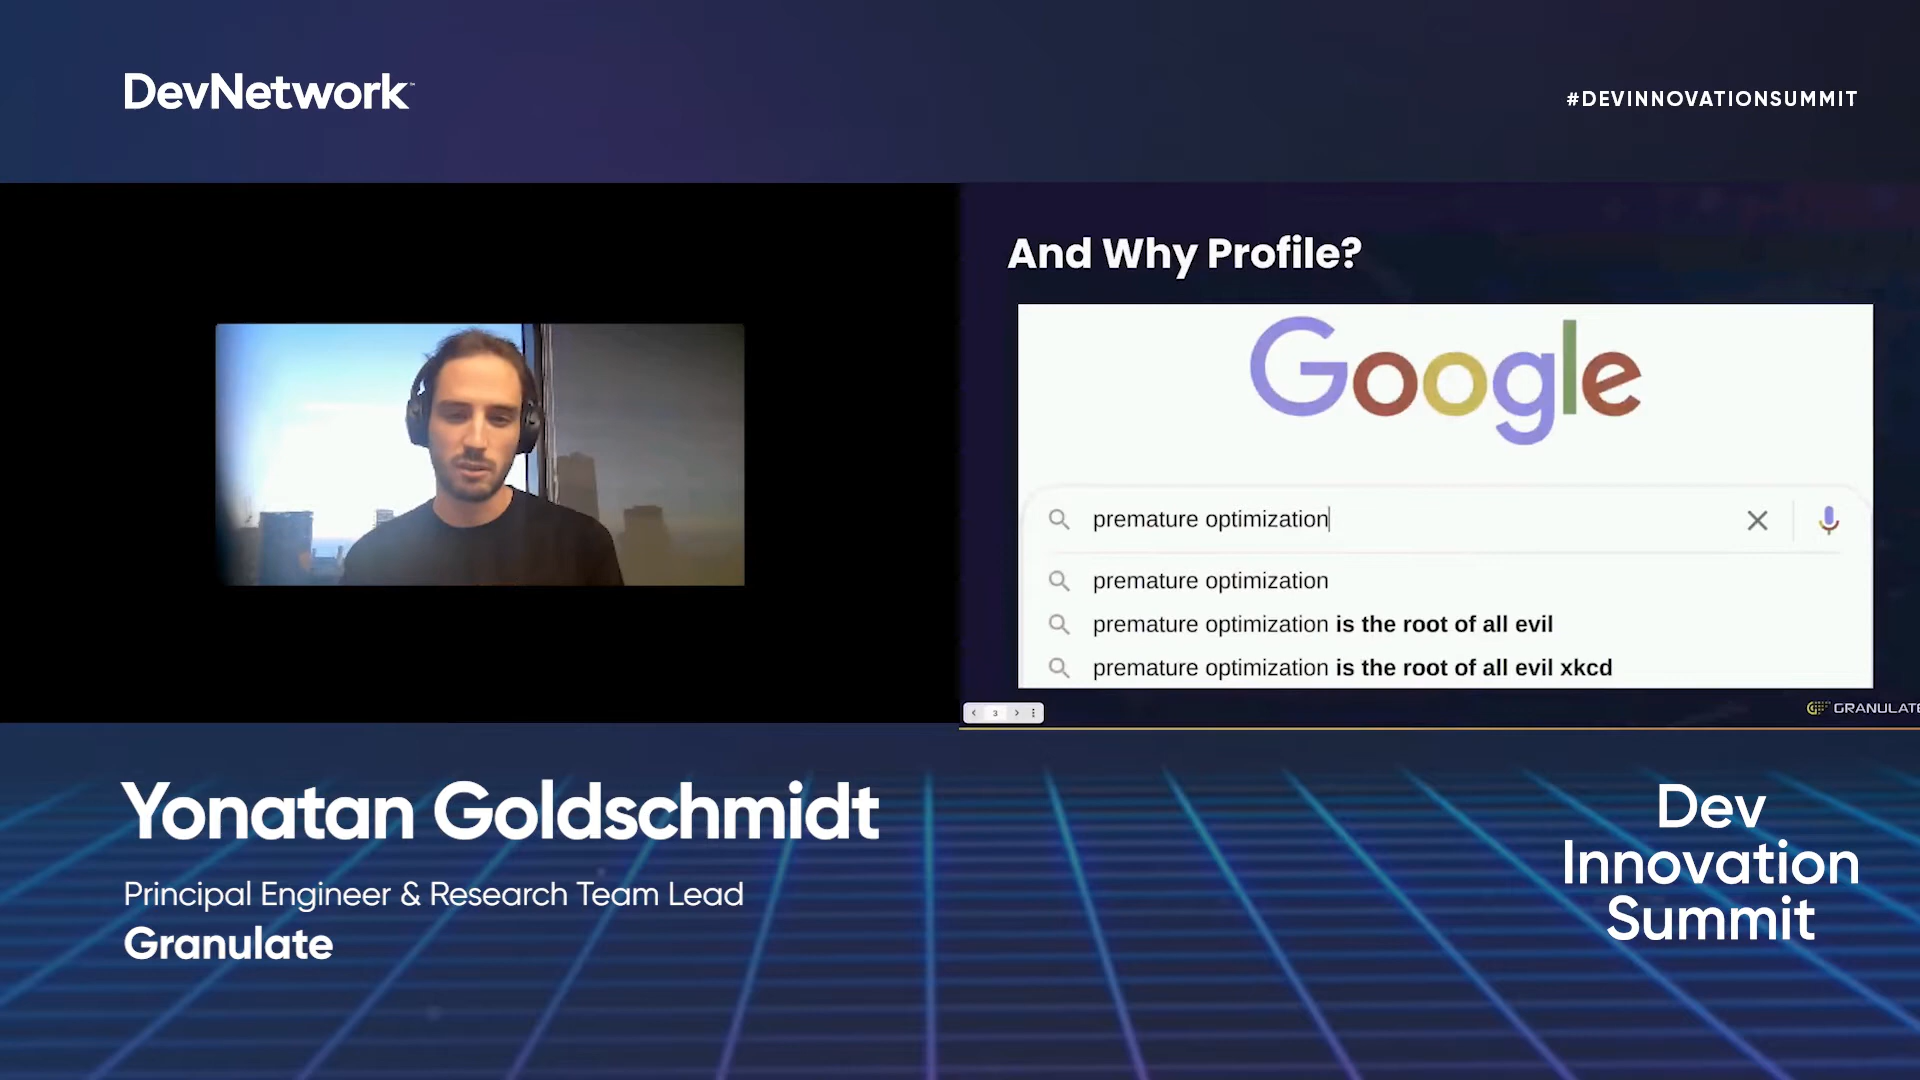 DevNetwork™
#DEVINNOVATIONSUMMIT
And Why Profile?
Google
premature optimization
premature optimization
premature optimization is the root of all evil
premature optimization is the root of all evil xkcd
3
GRANULATE
Yonatan Goldschmidt
Principal Engineer & Research Team Lead
Granulate
Dev
Innovation
Summit